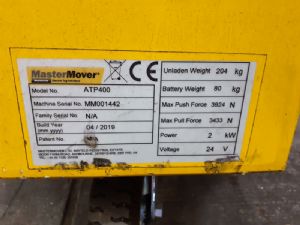 MasterMover
Model No. ATP400
Machine Serial No. MM001442
Family Serial No. N/A
Build Year (MM/YYYY) 04 / 2019
Patent No. N/A
CE
Unladen Weight 204 kg
Battery Weight 80 kg
Max Push Force 3924 N
Max Pull Force 3433 N
Power 2 kW
Voltage 24 V